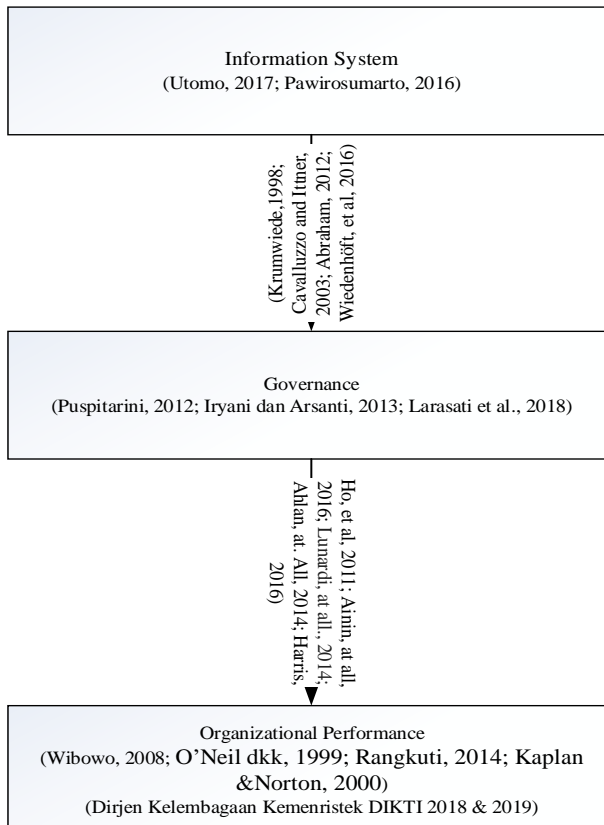 Information System
(Utomo, 2017; Pawirosumarto, 2016)
(Krumwiede,1998;
Cavalluzzo and Ittner,
2003; Abraham, 2012;
Wiedenhöft, et al, 2016)
Governance
(Puspitarini, 2012; Iryani dan Arsanti, 2013; Larasati et al., 2018)
Ho, et al, 2011; Ainin, at all,
2016; Lunardi, at all., 2014;
Ahlan, at. All, 2014; Harris,
2016)
Organizational Performance
(Wibowo, 2008; O’Neil dkk, 1999; Rangkuti, 2014; Kaplan
&Norton, 2000)
(Dirjen Kelembagaan Kemenristek DIKTI 2018 & 2019)